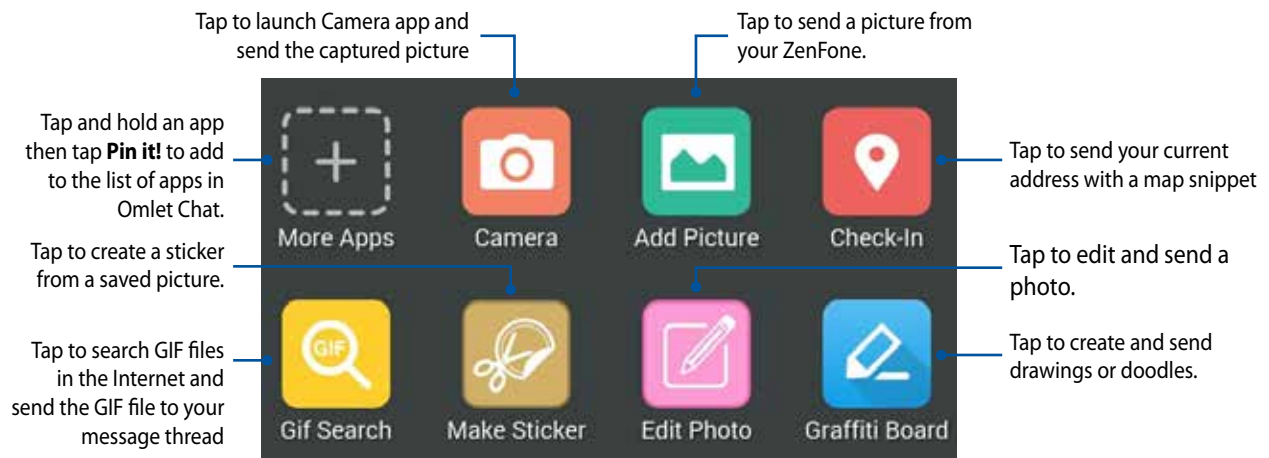 Tap to launch Camera app and
send the captured picture
Tap to send a picture from
your ZenFone.
Tap and hold an app
then tap Pin it! to add
to the list of apps in
Omlet Chat.
Tap to send your current
address with a map snippet
More Apps
Camera
Add Picture
Check-In
Tap to create a sticker
from a saved picture.
Tap to edit and send a
photo.
Tap to search GIF files
in the Internet and
send the GIF file to your
message thread
GIF
Tap to create and send
drawings or doodles.
Gif Search
Make Sticker
Edit Photo
Graffiti Board